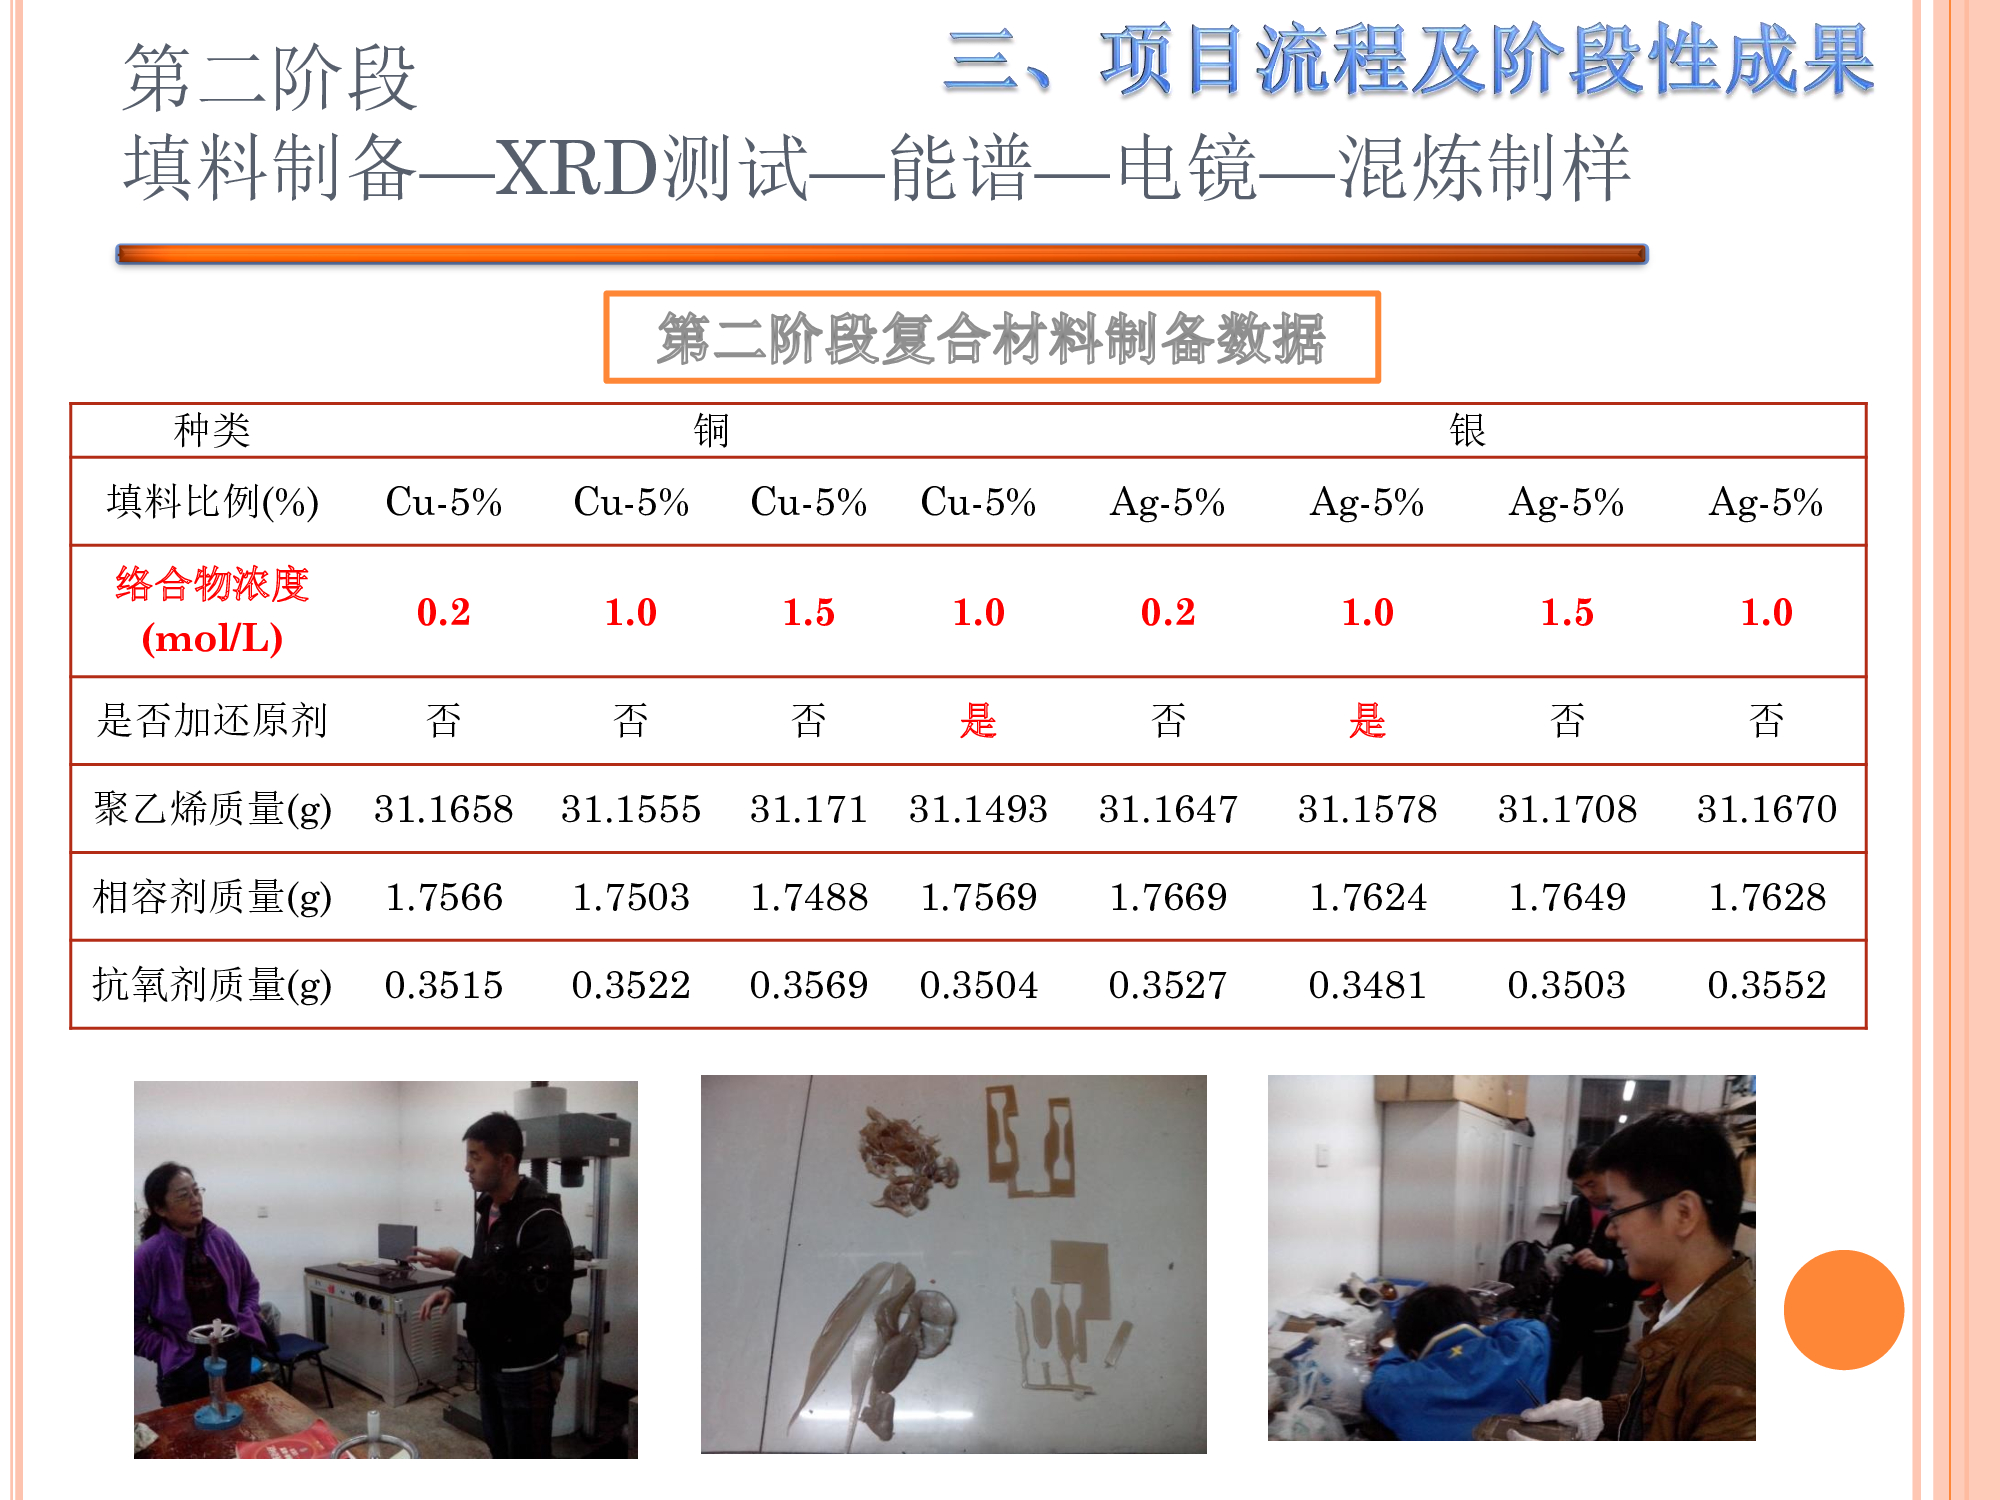 三、项目流程及阶段性成果
第二阶段
填料制备—XRD测试—能谱—电镜—混炼制样
第二阶段复合材料制备数据
种类 铜 银
填料比例(%) Cu-5% Cu-5% Cu-5% Cu-5% Ag-5% Ag-5% Ag-5% Ag-5%
络合物浓度
(mol/L) 0.2 1.0 1.5 1.0 0.2 1.0 1.5 1.0
是否加还原剂 否 否 否 是 否 是 否 否
聚乙烯质量(g) 31.1658 31.1555 31.171 31.1493 31.1647 31.1578 31.1708 31.1670
相容剂质量(g) 1.7566 1.7503 1.7488 1.7569 1.7669 1.7624 1.7649 1.7628
抗氧剂质量(g) 0.3515 0.3522 0.3569 0.3504 0.3527 0.3481 0.3503 0.3552